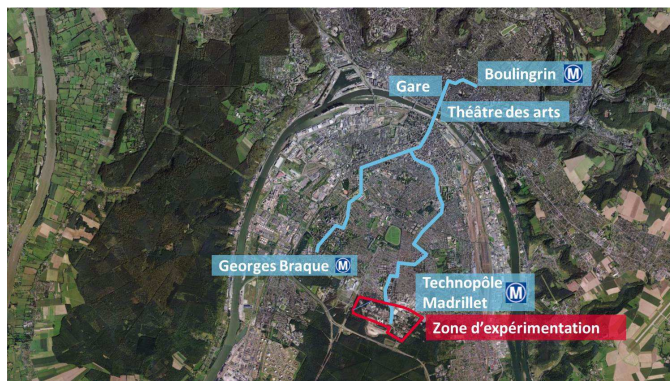 Gare
Boulingrin M
Théâtre des arts
Georges Braque M
Technopôle
Madrillet M
Zone d'expérimentation